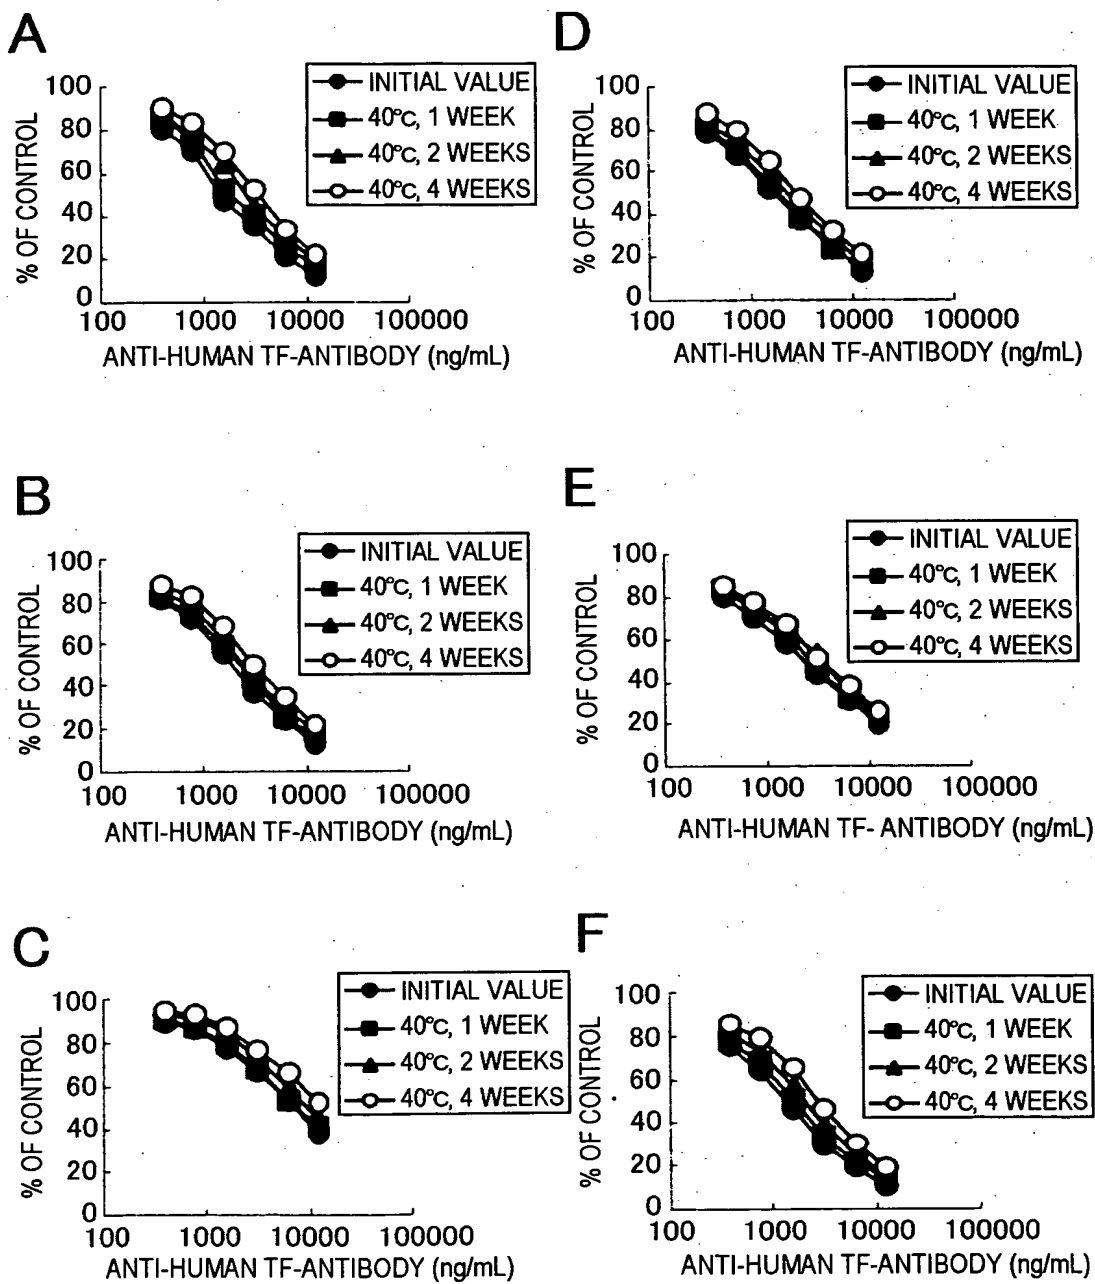 A
100
80
60
40
20
0
% OF CONTROL
100 1000 10000 100000
ANTI-HUMAN TF-ANTIBODY (ng/mL)
INITIAL VALUE
40°C, 1 WEEK
40°C, 2 WEEKS
40°C, 4 WEEKS
D
100
80
60
40
20
0
% OF CONTROL
100 1000 10000 100000
ANTI-HUMAN TF-ANTIBODY (ng/mL)
INITIAL VALUE
40°C, 1 WEEK
40°C, 2 WEEKS
40°C, 4 WEEKS
B
100
80
60
40
20
0
% OF CONTROL
100 1000 10000 100000
ANTI-HUMAN TF-ANTIBODY (ng/mL)
INITIAL VALUE
40°C, 1 WEEK
40°C, 2 WEEKS
40°C, 4 WEEKS
E
100
80
60
40
20
0
% OF CONTROL
100 1000 10000 100000
ANTI-HUMAN TF- ANTIBODY (ng/mL)
INITIAL VALUE
40°C, 1 WEEK
40°C, 2 WEEKS
40°C, 4 WEEKS
C
100
80
60
40
20
0
% OF CONTROL
100 1000 10000 100000
ANTI-HUMAN TF-ANTIBODY (ng/mL)
INITIAL VALUE
40°C, 1 WEEK
40°C, 2 WEEKS
40°C, 4 WEEKS
F
100
80
60
40
20
0
% OF CONTROL
100 1000 10000 100000
ANTI-HUMAN TF-ANTIBODY (ng/mL)
INITIAL VALUE
40°C, 1 WEEK
40°C, 2 WEEKS
40°C, 4 WEEKS